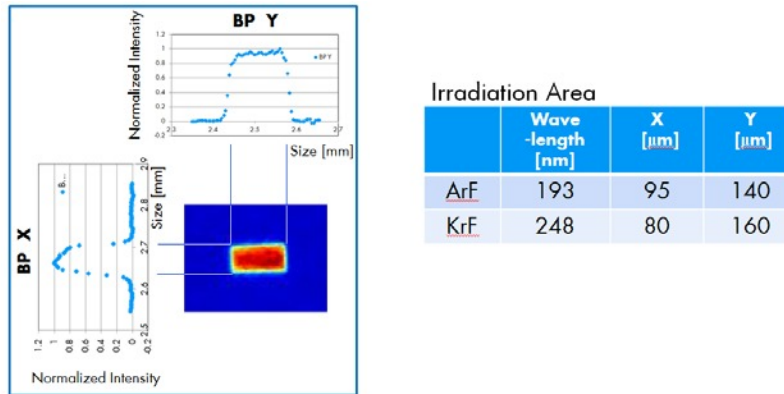 BP Y
Normalized Intensity
1.2
1
0.8
0.6
0.4
0.2
0
-0.2
BPY
2.3 2.4 2.5 2.6 2.7
Size [mm]
BP X
B...
2.9
2.8
2.7
2.6
2.5
Size [mm]
1.2 1 0.8 0.6 0.4 0.2 0 -0.2
Normalized Intensity
Irradiation Area
Wave X Y
-length [μm] [μm]
[nm]
ArF 193 95 140
KrF 248 80 160